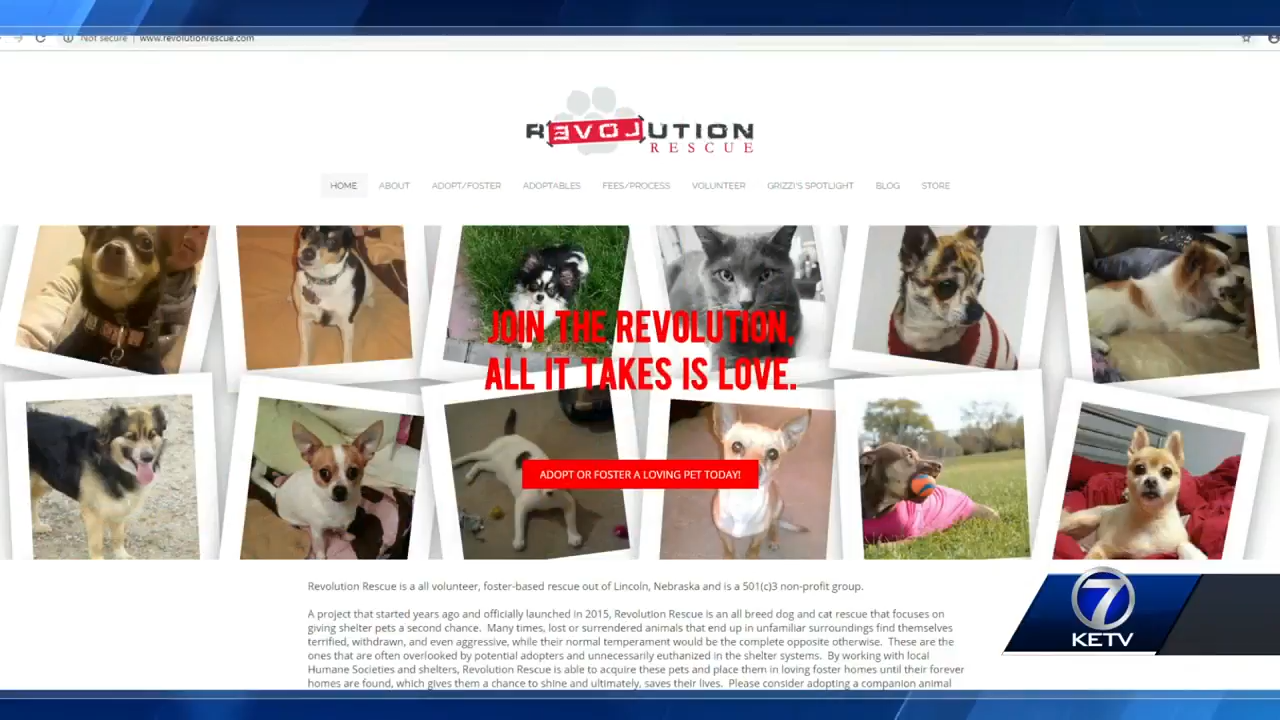 Not secure | www.revolutionrescue.com
REVOLUTION
RESCUE
HOME ABOUT ADOPT/FOSTER ADOPTABLES FEES/PROCESS VOLUNTEER GRIZZI'S SPOTLIGHT BLOG STORE
JOIN THE REVOLUTION,
ALL IT TAKES IS LOVE.
ADOPT OR FOSTER A LOVING PET TODAY!
Revolution Rescue is a all volunteer, foster-based rescue out of Lincoln, Nebraska and is a 501(c)3 non-profit group.
A project that started years ago and officially launched in 2015, Revolution Rescue is an all breed dog and cat rescue that focuses on
giving shelter pets a second chance. Many times, lost or surrendered animals that end up in unfamiliar surroundings find themselves
terrified, withdrawn, and even aggressive, while their normal temperament would be the complete opposite otherwise. These are the
ones that are often overlooked by potential adopters and unnecessarily euthanized in the shelter systems. By working with local
Humane Societies and shelters, Revolution Rescue is able to acquire these pets and place them in loving foster homes until their forever
homes are found, which gives them a chance to shine and ultimately, saves their lives. Please consider adopting a companion animal
7
KETV